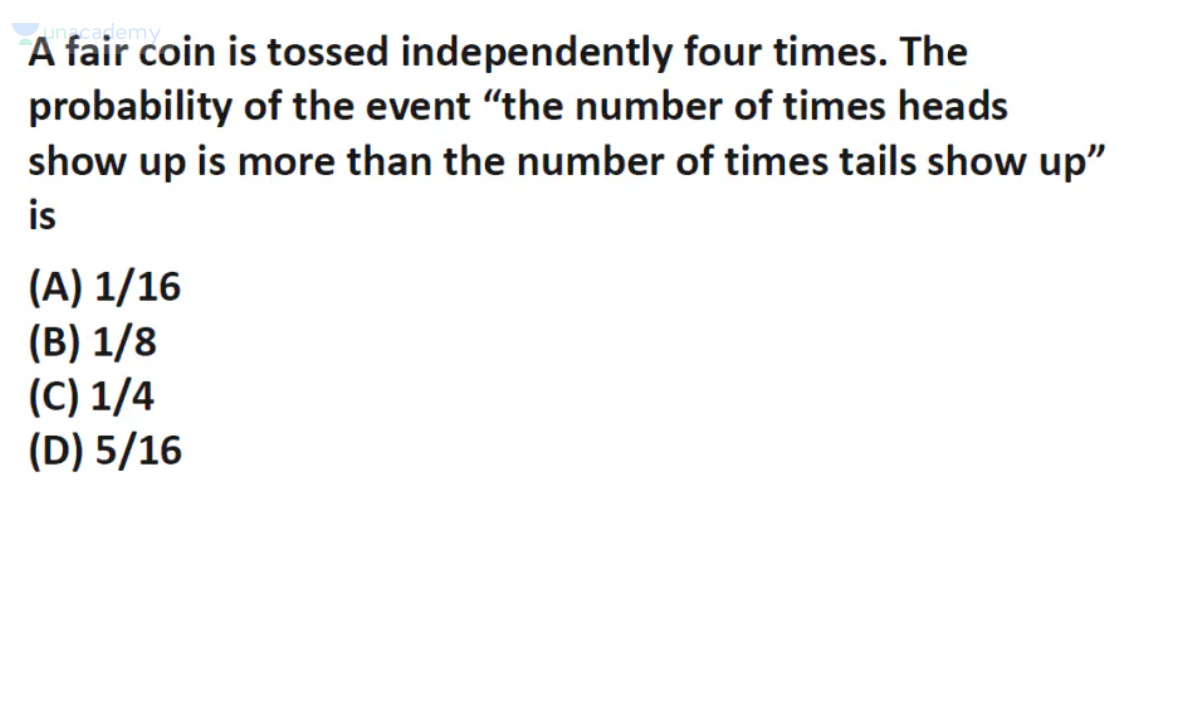 unacademy
A fair coin is tossed independently four times. The
probability of the event “the number of times heads
show up is more than the number of times tails show up”
is
(A) 1/16
(B) 1/8
(C) 1/4
(D) 5/16